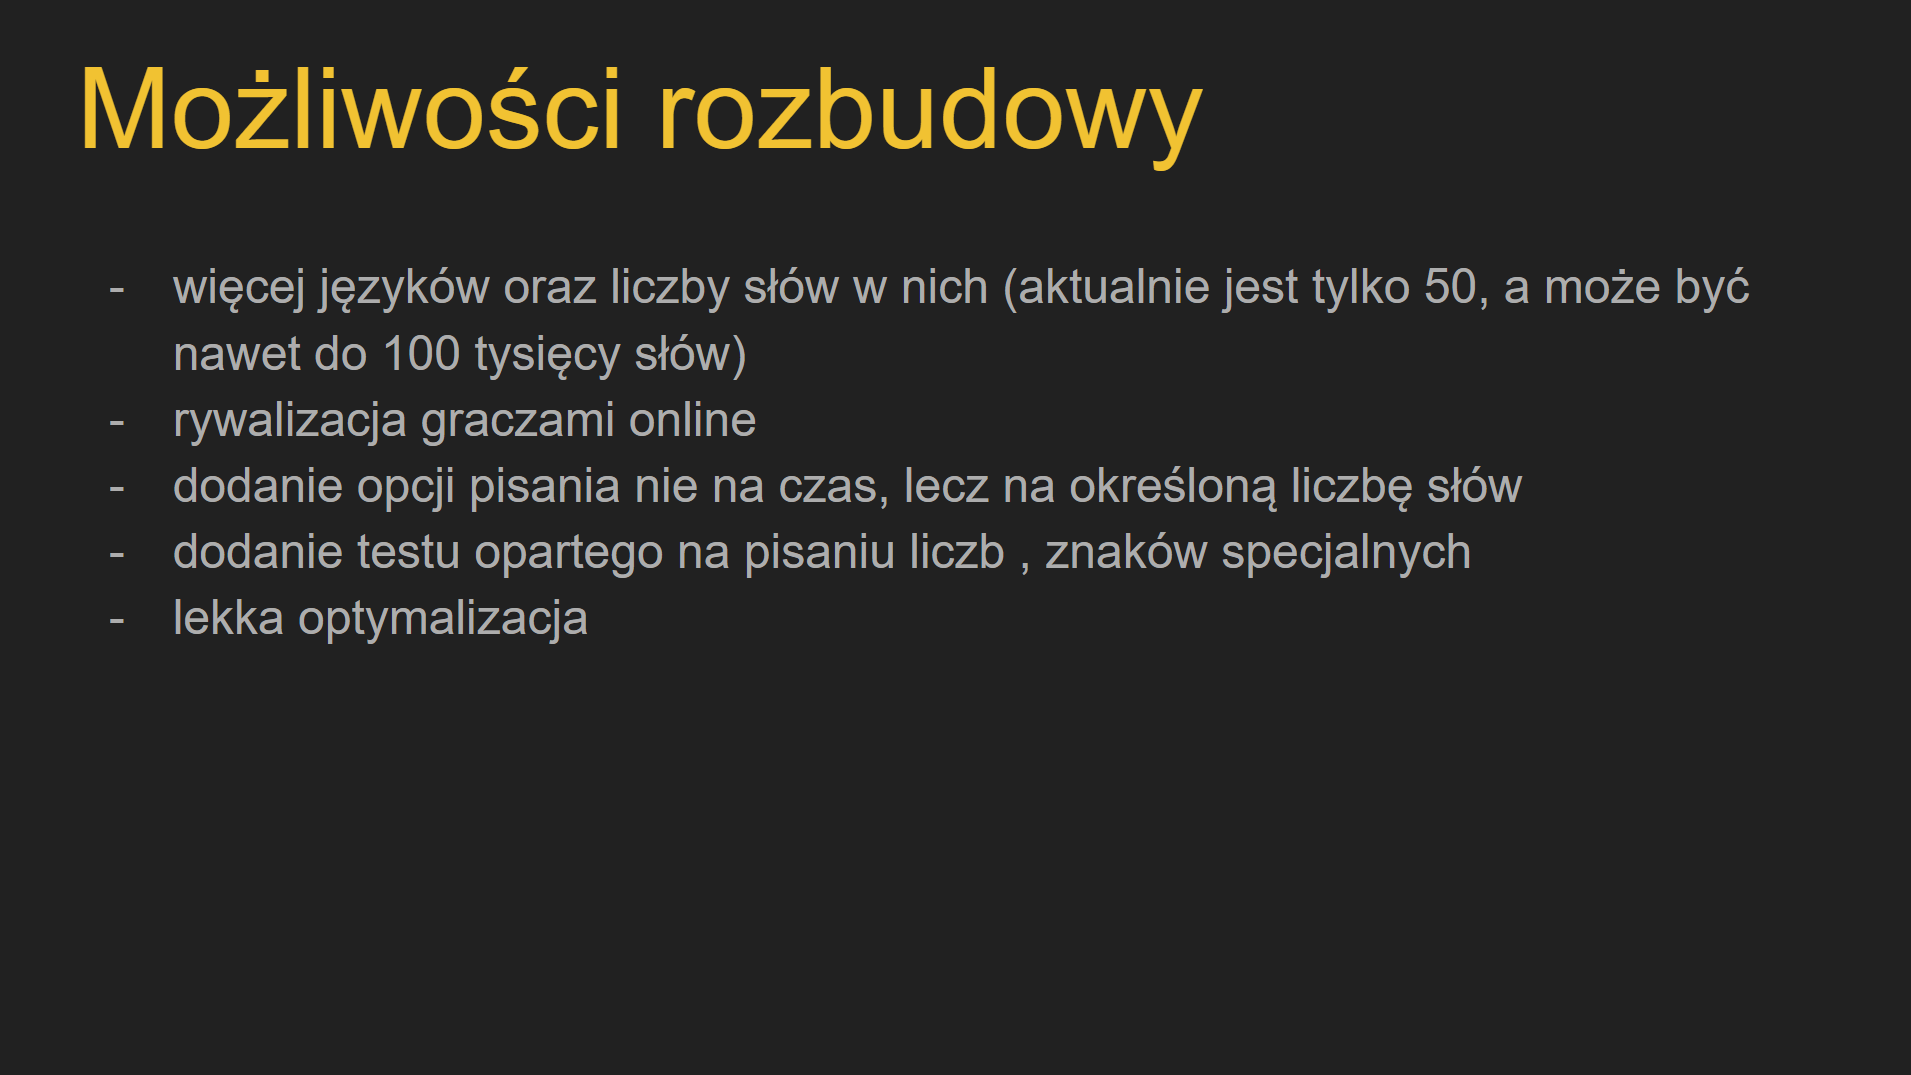 Możliwości rozbudowy
- więcej języków oraz liczby słów w nich (aktualnie jest tylko 50, a może być
nawet do 100 tysięcy słów)
- rywalizacja graczami online
- dodanie opcji pisania nie na czas, lecz na określoną liczbę słów
- dodanie testu opartego na pisaniu liczb , znaków specjalnych
- lekka optymalizacja